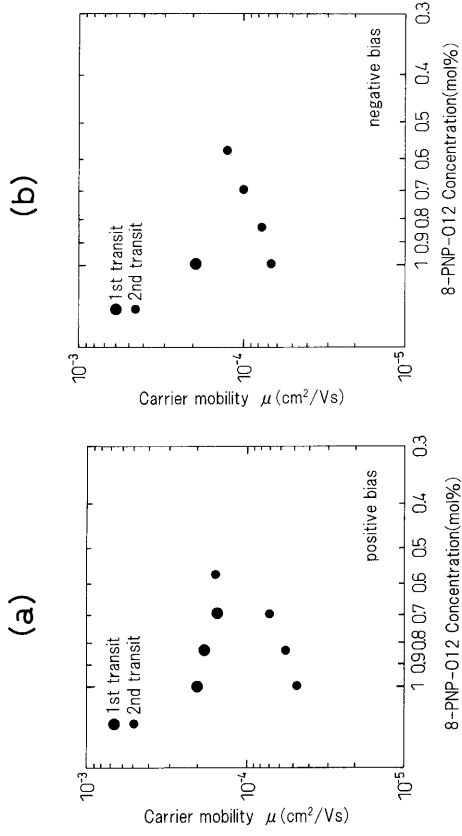 (a)
10⁻³
10⁻⁴
10⁻⁵
Carrier mobility μ (cm²/Vs)
1st transit
2nd transit
positive bias
1 0.9 0.8 0.7 0.6 0.5 0.4 0.3
8-PNP-O12 Concentration(mol%)
(b)
10⁻³
10⁻⁴
10⁻⁵
Carrier mobility μ (cm²/Vs)
1st transit
2nd transit
negative bias
1 0.9 0.8 0.7 0.6 0.5 0.4 0.3
8-PNP-O12 Concentration(mol%)